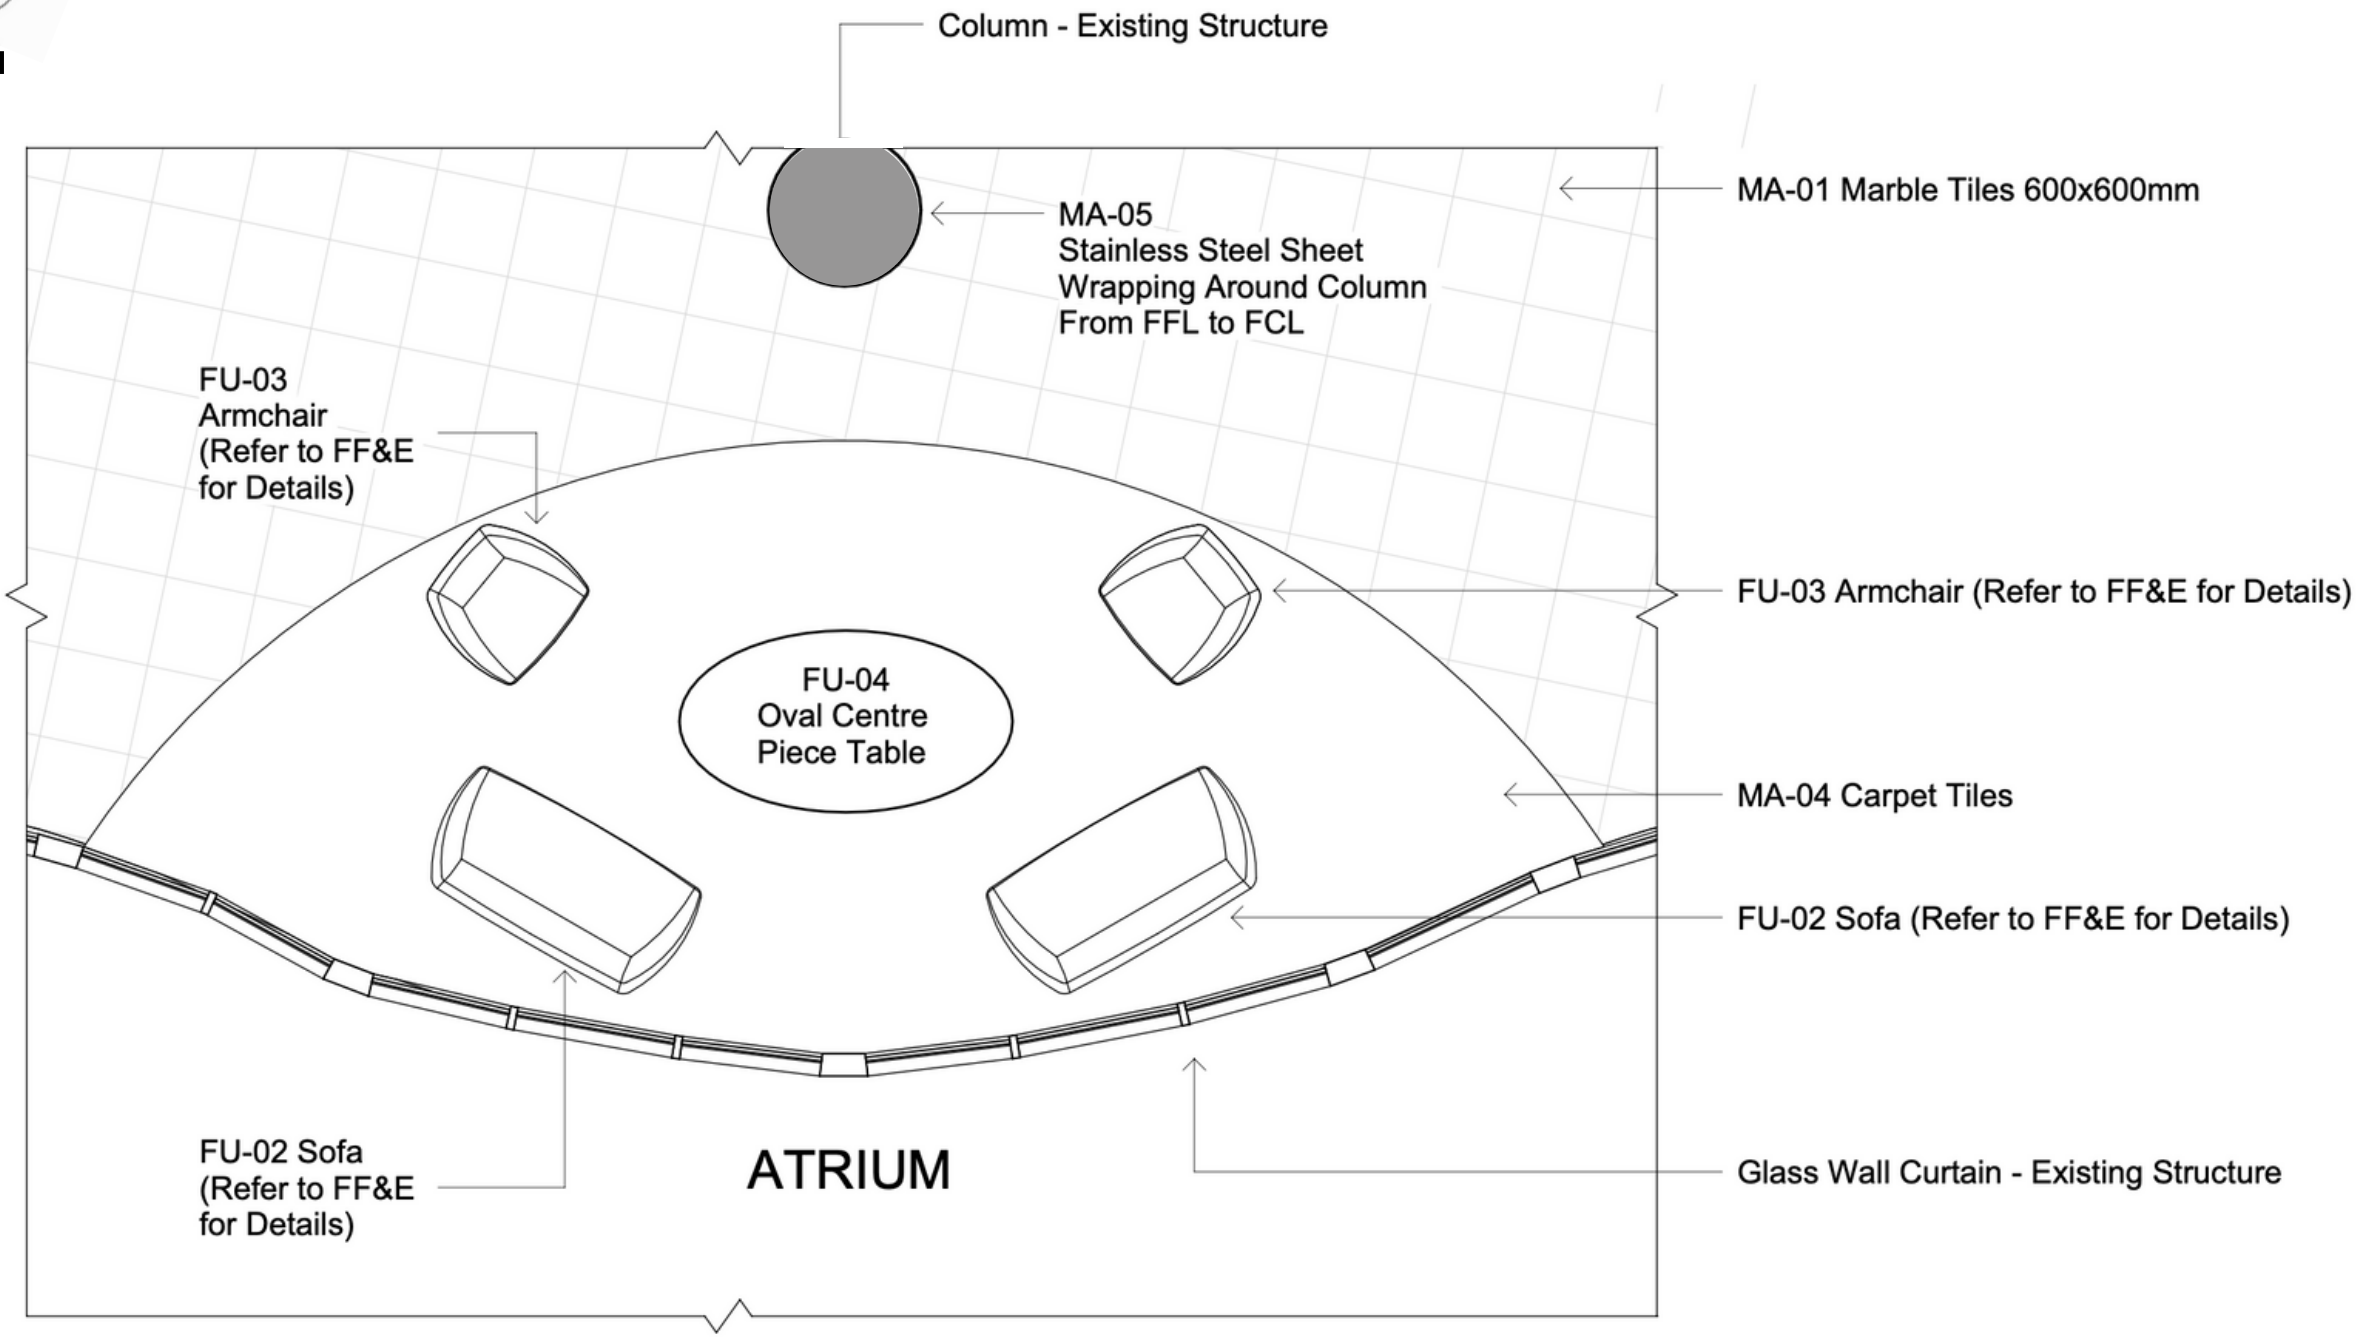 Column - Existing Structure
MA-01 Marble Tiles 600x600mm
MA-05
Stainless Steel Sheet
Wrapping Around Column
From FFL to FCL
FU-03
Armchair
(Refer to FF&E
for Details)
FU-03 Armchair (Refer to FF&E for Details)
FU-04
Oval Centre
Piece Table
MA-04 Carpet Tiles
FU-02 Sofa (Refer to FF&E for Details)
FU-02 Sofa
(Refer to FF&E
for Details)
ATRIUM
Glass Wall Curtain - Existing Structure